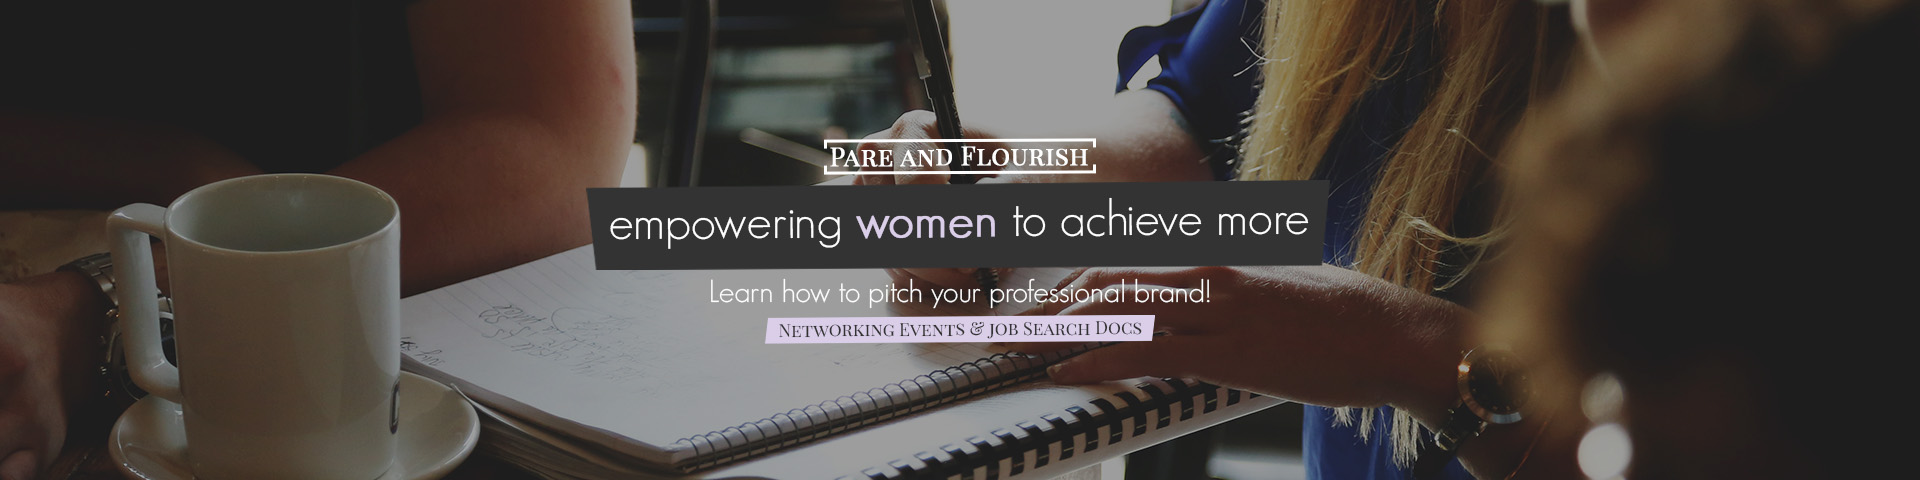 PARE AND FLOURISH
empowering women to achieve more
Learn how to pitch your professional brand!
NETWORKING EVENTS & JOB SEARCH DOCS